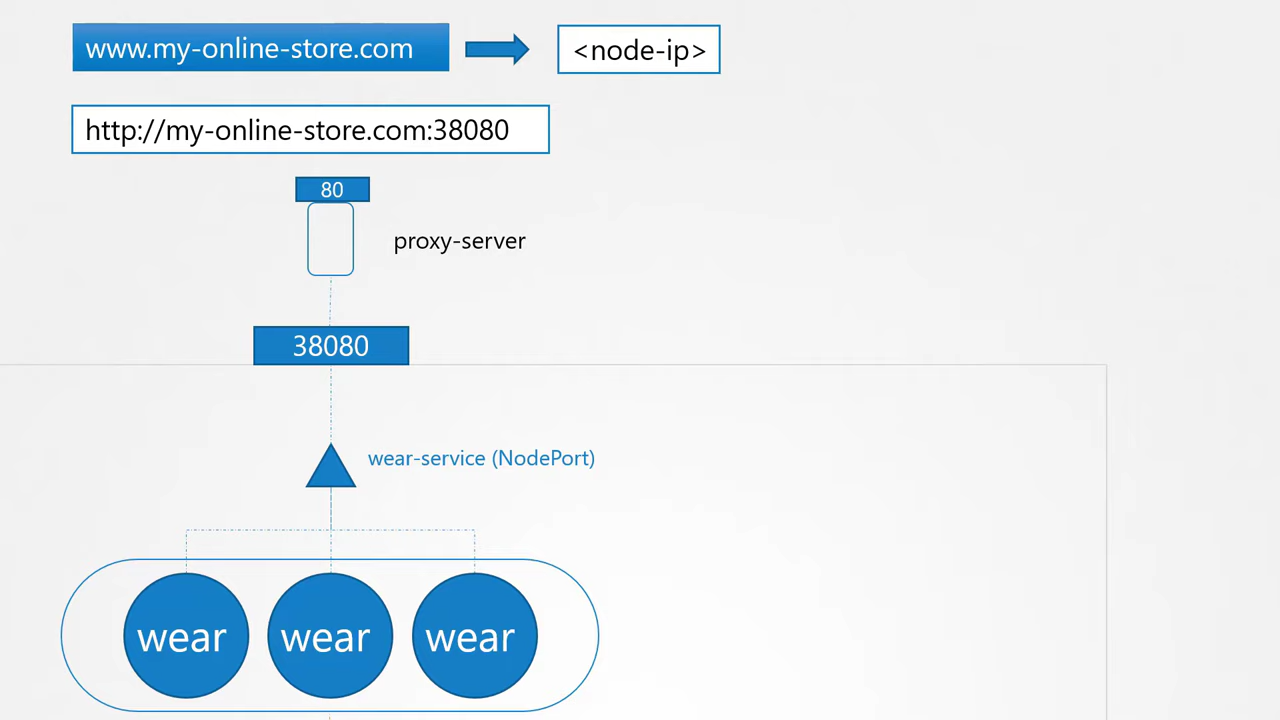 www.my-online-store.com
<node-ip>
http://my-online-store.com:38080
80
proxy-server
38080
wear-service (NodePort)
wear wear wear